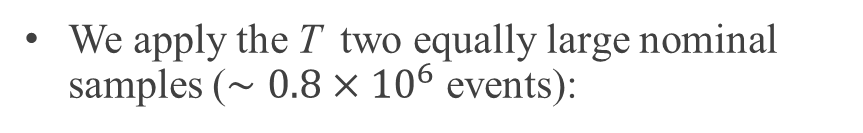 • We apply the T two equally large nominal
samples (~ 0.8 × 10⁶ events):